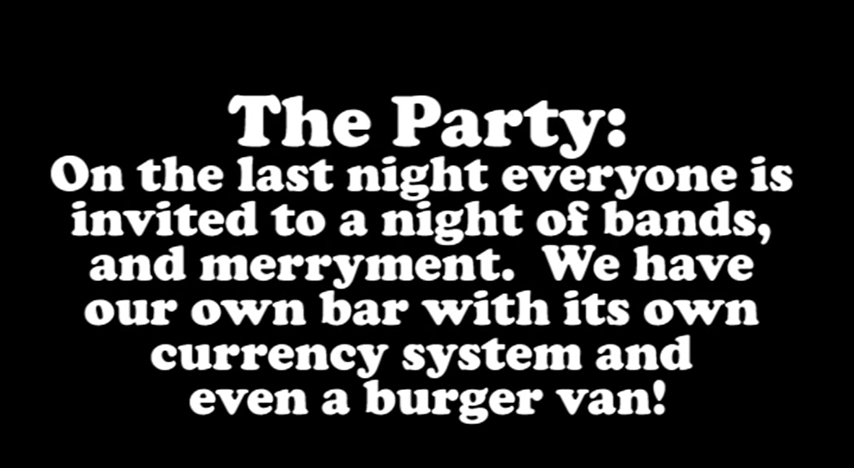 The Party:
On the last night everyone is
invited to a night of bands,
and merryment.  We have
our own bar with its own
currency system and
even a burger van!